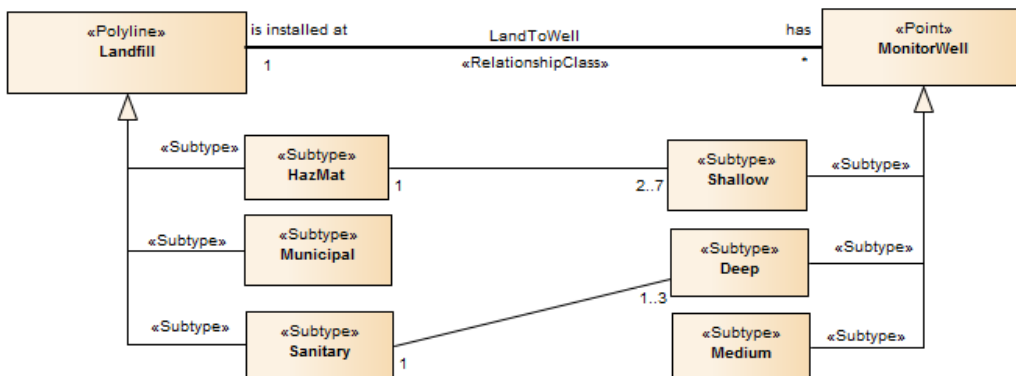 «Polyline»
Landfill
is installed at
LandToWell
has
1
«RelationshipClass»
*
«Point»
MonitorWell
«Subtype»
«Subtype»
HazMat
1
2..7
«Subtype»
Shallow
«Subtype»
«Subtype»
«Subtype»
Municipal
«Subtype»
Deep
«Subtype»
1..3
«Subtype»
«Subtype»
Sanitary
1
«Subtype»
Medium
«Subtype»